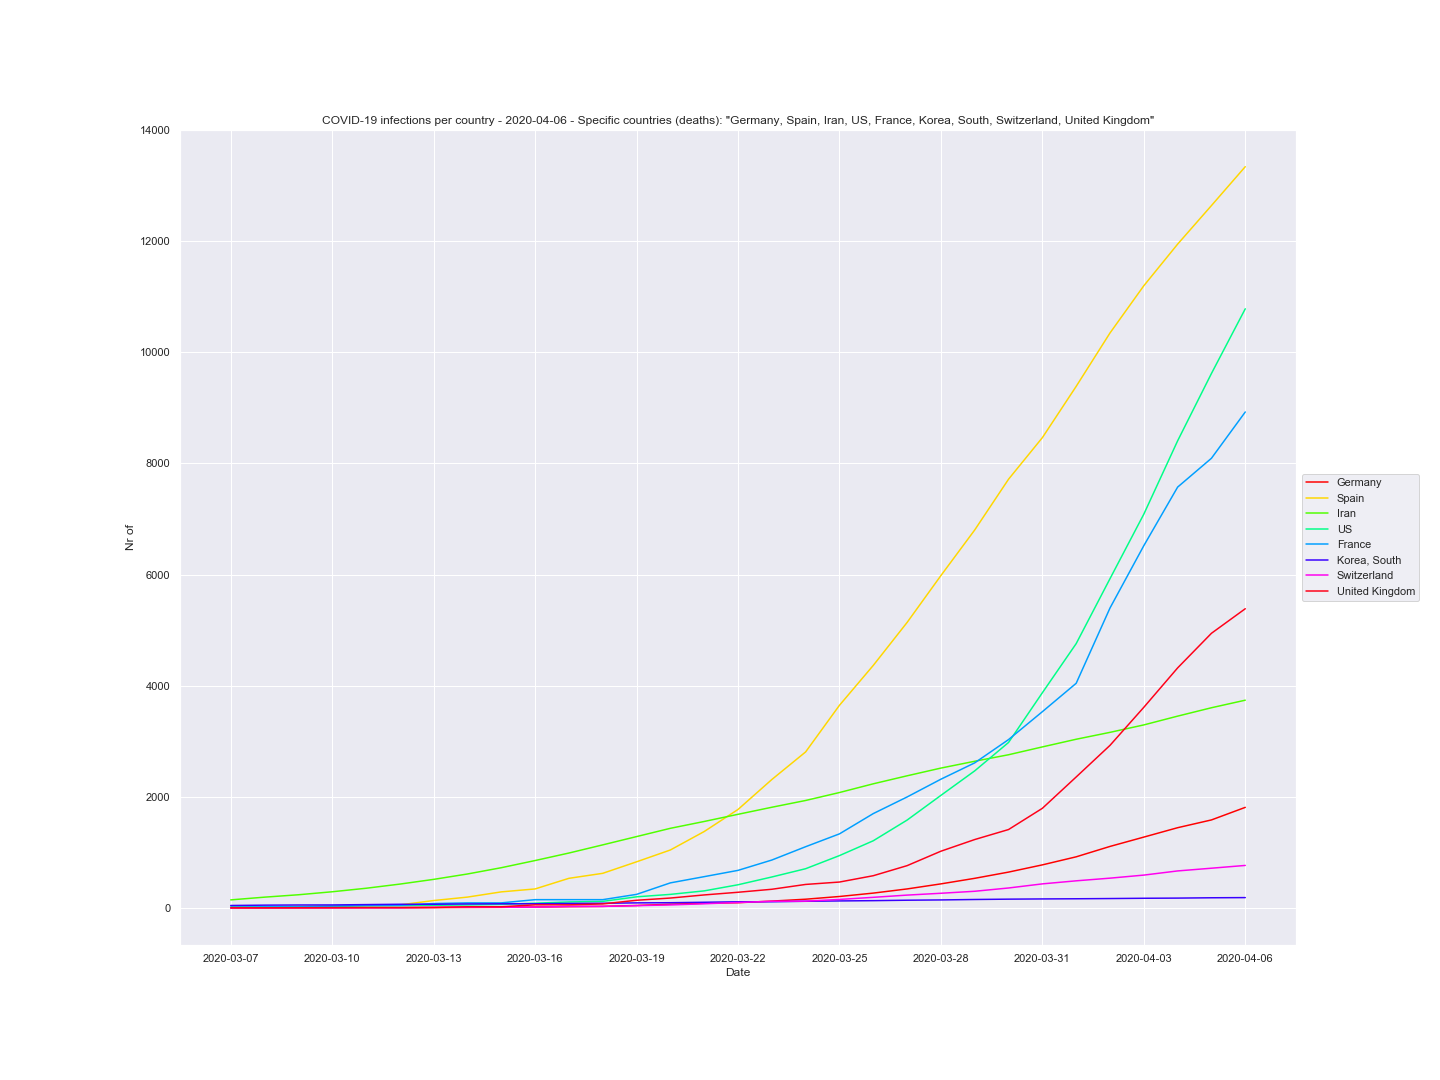 COVID-19 infections per country - 2020-04-06 - Specific countries (deaths): "Germany, Spain, Iran, US, France, Korea, South, Switzerland, United Kingdom"
14000
12000
10000
8000
6000
4000
2000
0
Nr of
2020-03-07 2020-03-10 2020-03-13 2020-03-16 2020-03-19 2020-03-22 2020-03-25 2020-03-28 2020-03-31 2020-04-03 2020-04-06
Date
Germany
Spain
Iran
US
France
Korea, South
Switzerland
United Kingdom